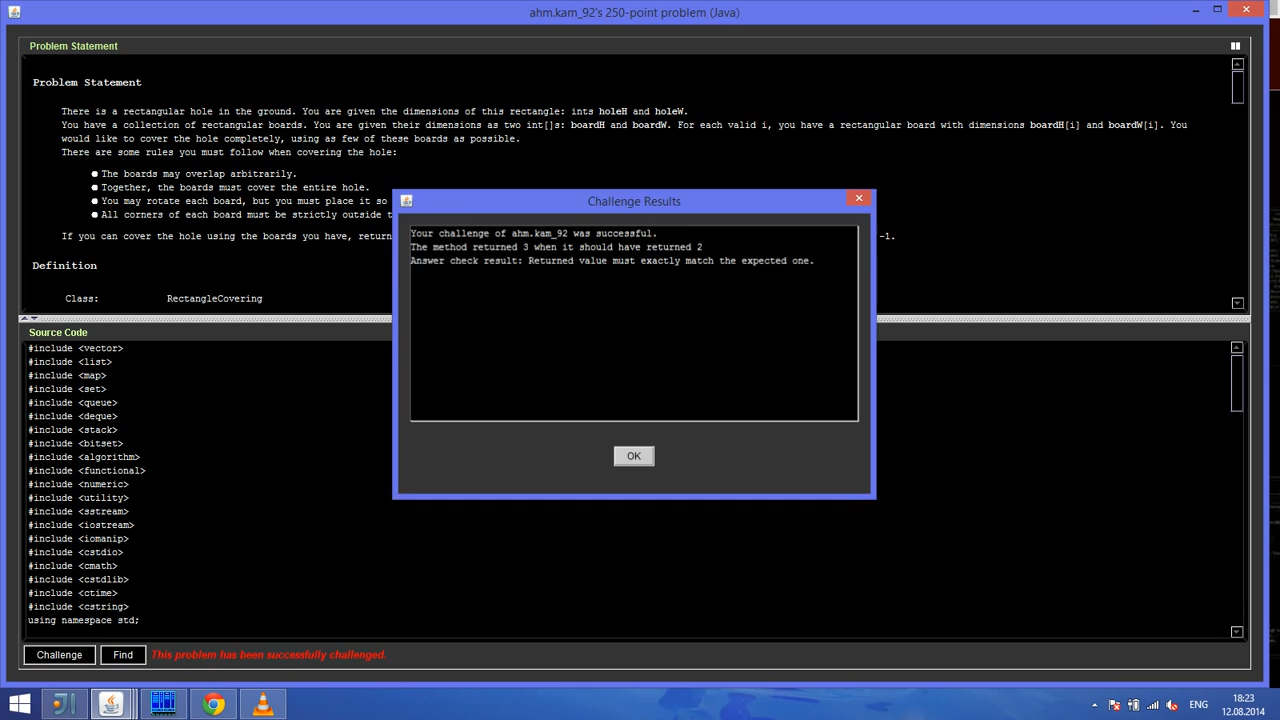 ahm.kam_92's 250-point problem (Java)
Problem Statement
Problem Statement
There is a rectangular hole in the ground. You are given the dimensions of this rectangle: ints holeH and holeW.
You have a collection of rectangular boards. You are given their dimensions as two int[]s: boardH and boardW. For each valid i, you have a rectangular board with dimensions boardH[i] and boardW[i]. You
would like to cover the hole completely, using as few of these boards as possible.
There are some rules you must follow when covering the hole:
The boards may overlap arbitrarily.
Together, the boards must cover the entire hole.
You may rotate each board, but you must place it so
All corners of each board must be strictly outside t
If you can cover the hole using the boards you have, return -1.
Definition
Class: RectangleCovering
Challenge Results
Your challenge of ahm.kam_92 was successful.
The method returned 3 when it should have returned 2
Answer check result: Returned value must exactly match the expected one.
OK
Source Code
#include <vector>
#include <list>
#include <map>
#include <set>
#include <queue>
#include <deque>
#include <stack>
#include <bitset>
#include <algorithm>
#include <functional>
#include <numeric>
#include <utility>
#include <sstream>
#include <iostream>
#include <iomanip>
#include <cstdio>
#include <cmath>
#include <cstdlib>
#include <ctime>
#include <cstring>
using namespace std;
Challenge Find This problem has been successfully challenged.
ENG
18:23
12.08.2014